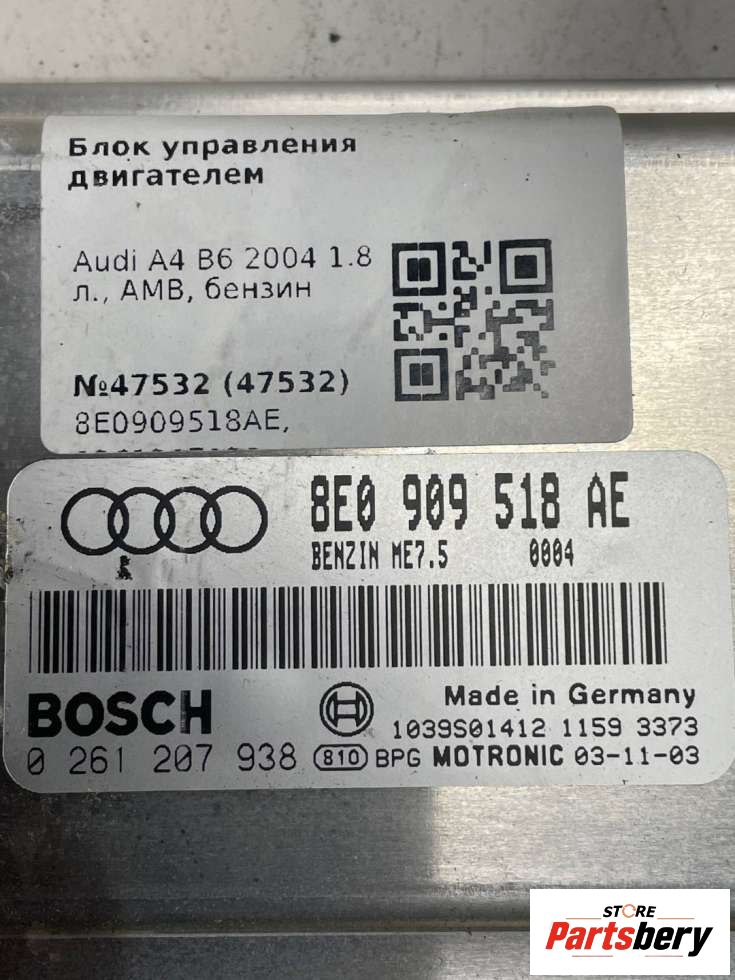 Блок управления
двигателем
Audi A4 B6 2004 1.8
л., AMB, бензин
№47532 (47532)
8E0909518AE,
8E0 909 518 AE
BENZIN ME7.5 0004
BOSCH
Made in Germany
1039S01412 1159 3373
0 261 207 938 810 BPG MOTRONIC 03-11-03
STORE
Partsbery